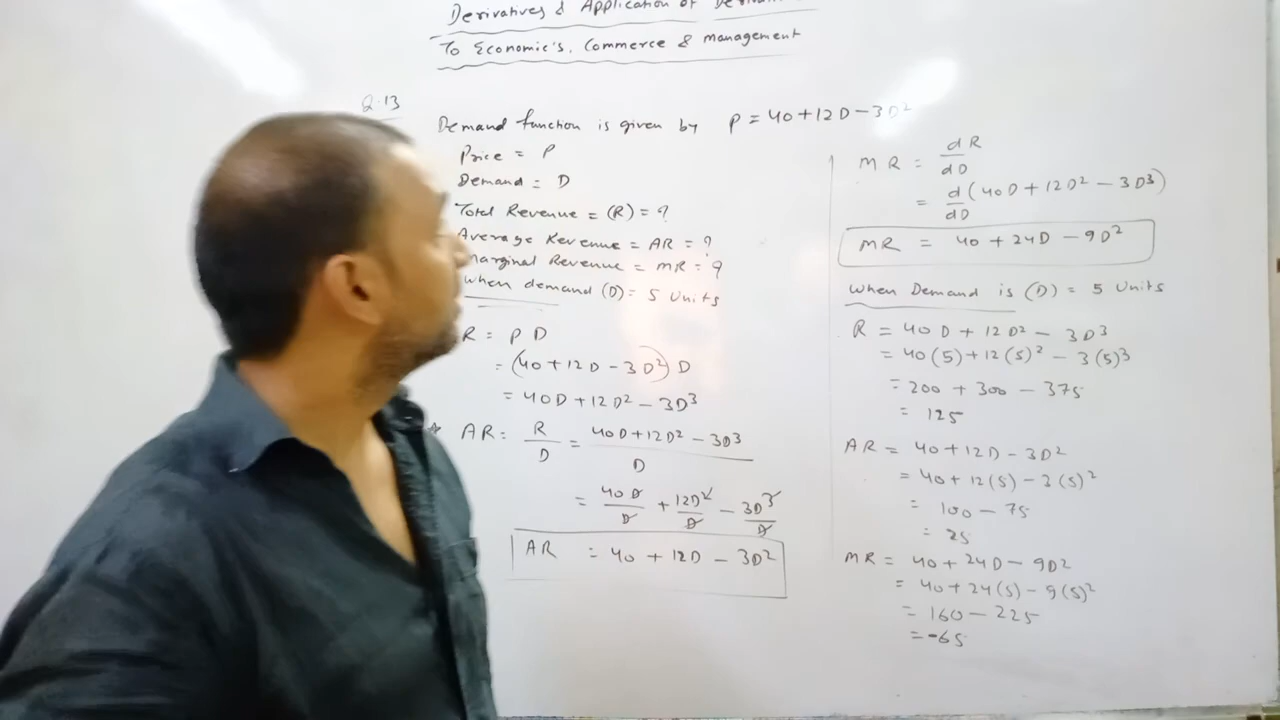 Derivatives & Application of
To Economic's, Commerce & Management
Q.13
Demand function is given by P = 40 + 12D - 3D²
Price = P
Demand = D
Total Revenue = (R) = ?
Average Revenue = AR = ?
Marginal Revenue = MR = ?
When demand (D) = 5 Units
R = PD
= (40 + 12D - 3D²) D
= 40D + 12D² - 3D³
AR = R/D = (40D + 12D² - 3D³)/D
= 40D/D + 12D²/D - 3D³/D
AR = 40 + 12D - 3D²
MR = dR/dD
= d/dD (40D + 12D² - 3D³)
MR = 40 + 24D - 9D²
When Demand is (D) = 5 Units
R = 40D + 12D² - 3D³
= 40(5) + 12(5)² - 3(5)³
= 200 + 300 - 375
= 125
AR = 40 + 12D - 3D²
= 40 + 12(5) - 3(5)²
= 100 - 75
= 25
MR = 40 + 24D - 9D²
= 40 + 24(5) - 9(5)²
= 160 - 225
= -65